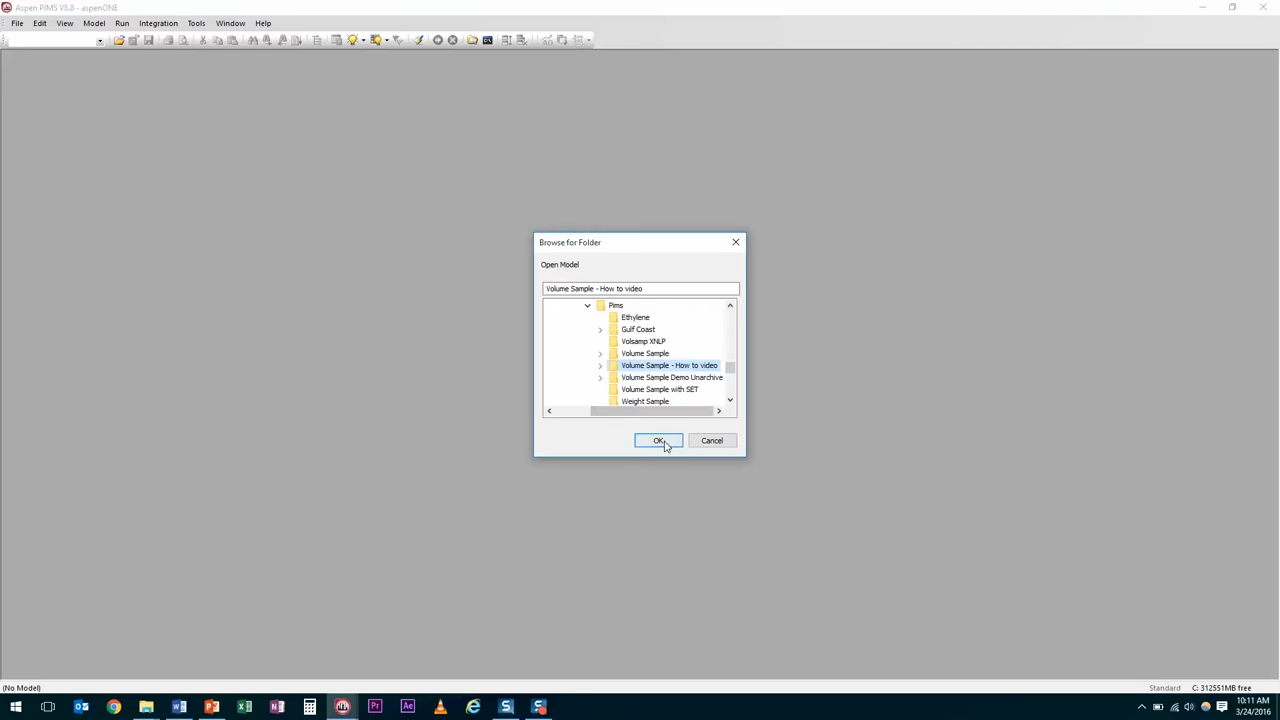 Aspen PIMS V8.8 - aspenONE
File Edit View Model Run Integration Tools Window Help
Browse for Folder
Open Model
Volume Sample - How to video
Pims
Ethylene
Gulf Coast
Volsamp XNLP
Volume Sample
Volume Sample - How to video
Volume Sample Demo Unarchive
Volume Sample with SET
Weight Sample
OK Cancel
(No Model) Standard C: 312551MB free
10:11 AM
3/24/2016